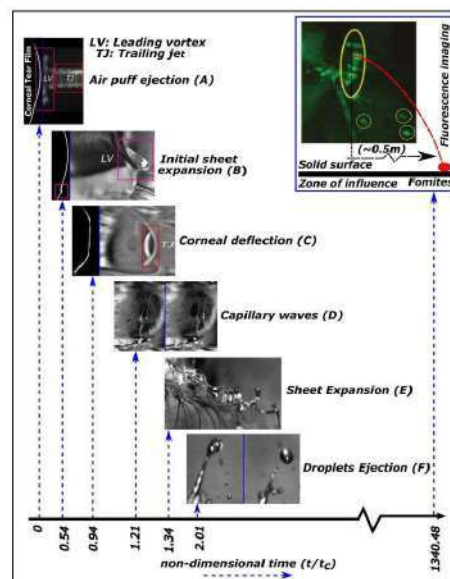 LV: Leading vortex
TJ: Trailing jet
Corneal Tear Film
LV
TJ
Air puff ejection (A)
LV
Initial sheet
expansion (B)
TJ
Corneal deflection (C)
Capillary waves (D)
Sheet Expansion (E)
Droplets Ejection (F)
Fluorescence imaging
(~0.5m)
Solid surface
Zone of influence
Fomites
0
0.54
0.94
1.21
1.34
2.01
1340.48
non-dimensional time (t/tc)